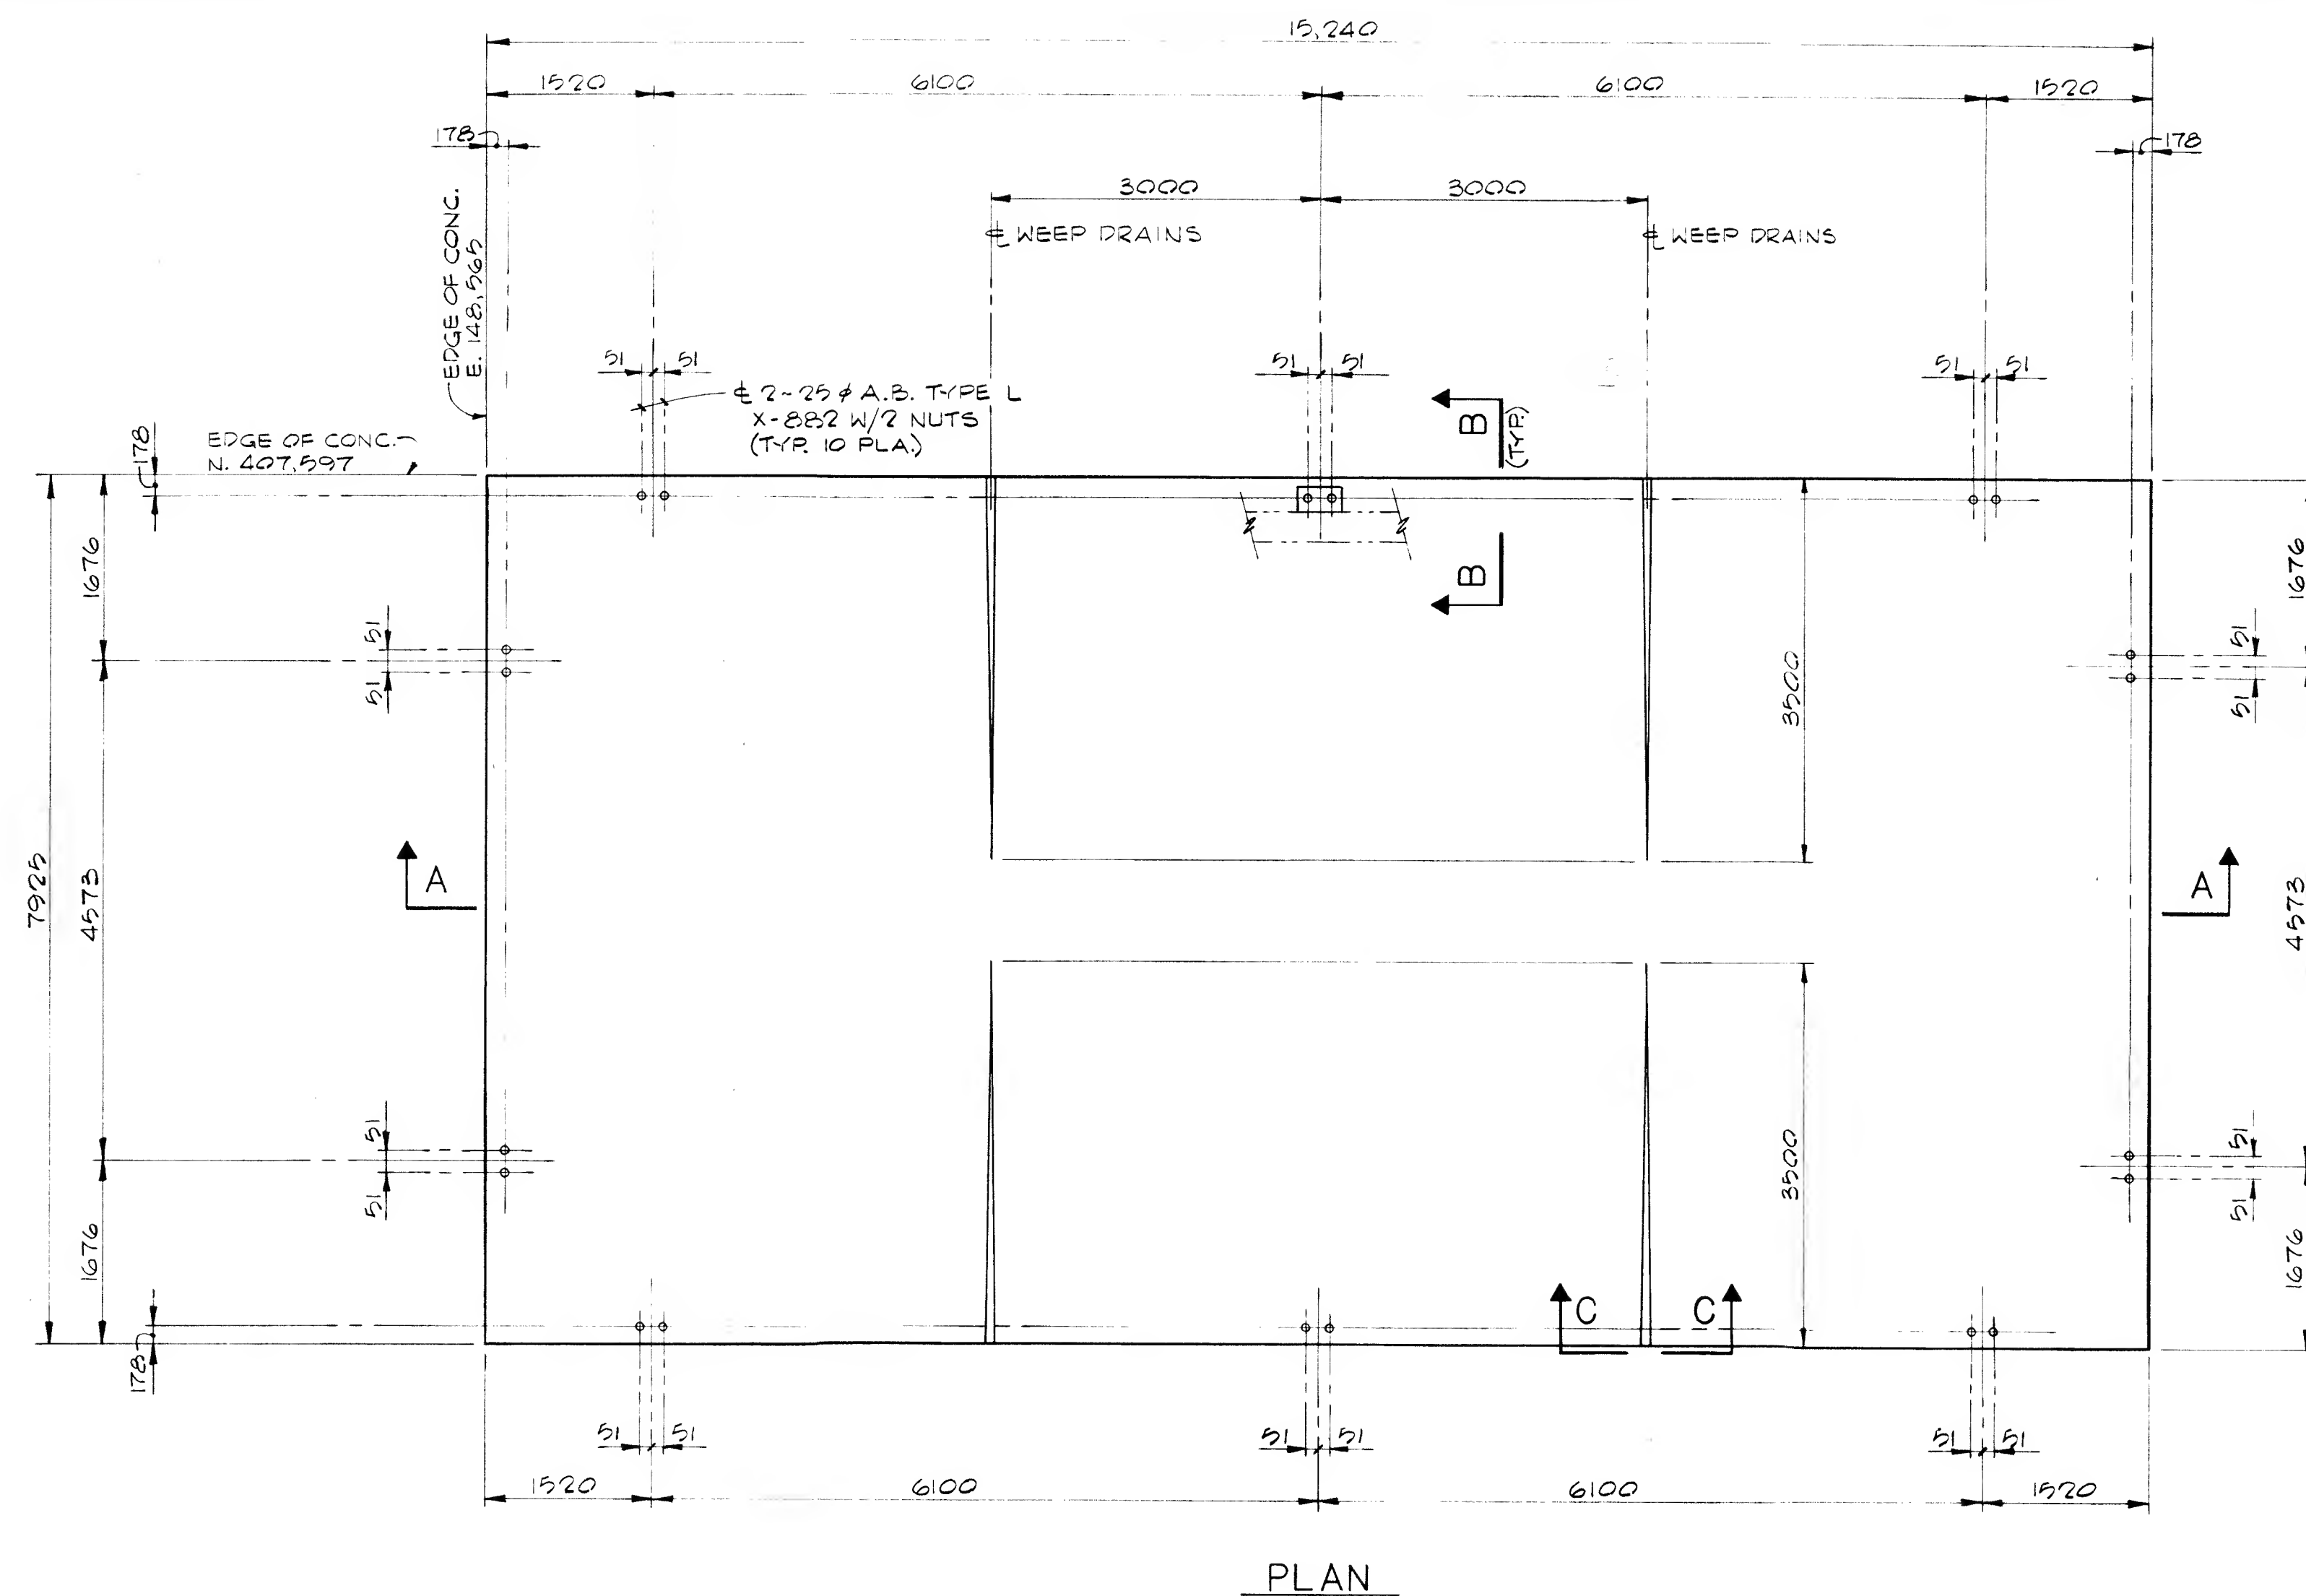 15,240
1520
6100
6100
1520
178
178
3000
3000
℄ WEEP DRAINS
℄ WEEP DRAINS
EDGE OF CONC.
E. 148,565
51
51
51
51
51
51
℄ 2~25 ⌀ A.B. TYPE L
X-882 W/2 NUTS
(TYP. 10 PLA.)
B
(TYP.)
EDGE OF CONC.
N. 407,597
178
1676
B
1676
51
51
51
51
3500
7925
4573
A
A
4573
51
51
3500
51
51
1676
1676
178
C
C
51
51
51
51
51
51
1520
6100
6100
1520
PLAN